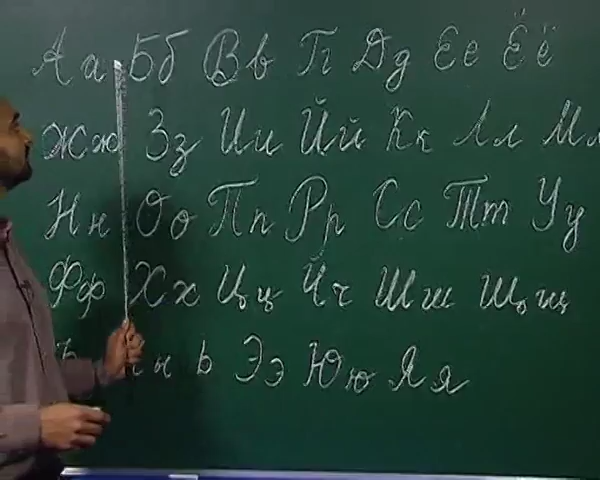 Аа Бб Вв Гг Дд Ее Ёё
Жж Зз Ии Йй Кк Лл Мм
Нн Оо Пп Рр Сс Тт Уу
Фф Хх Цц Чч Шш Щщ
ъ ы ь Ээ Юю Яя